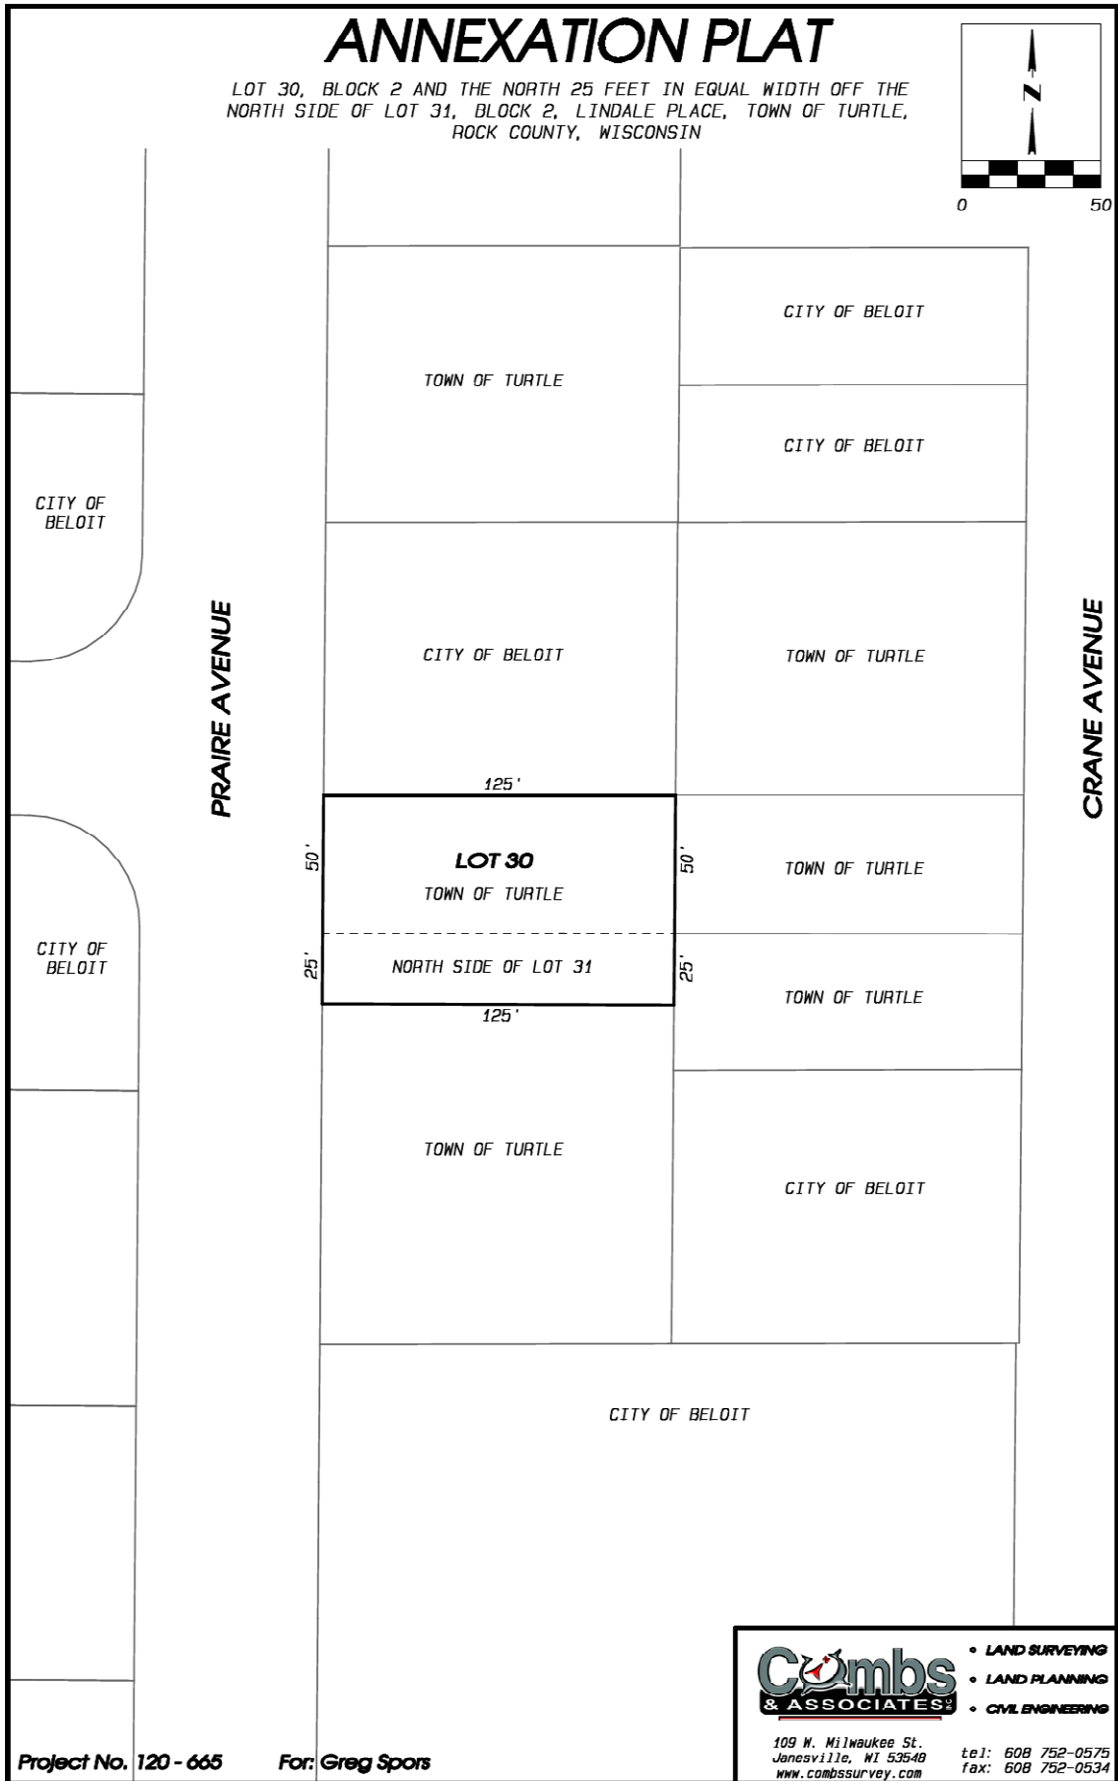 ANNEXATION PLAT
LOT 30, BLOCK 2 AND THE NORTH 25 FEET IN EQUAL WIDTH OFF THE
NORTH SIDE OF LOT 31, BLOCK 2, LINDALE PLACE, TOWN OF TURTLE,
ROCK COUNTY, WISCONSIN
N
0 50
CITY OF BELOIT
TOWN OF TURTLE
CITY OF BELOIT
CITY OF
BELOIT
PRAIRE AVENUE
CITY OF BELOIT
TOWN OF TURTLE
CRANE AVENUE
125'
50'
LOT 30
TOWN OF TURTLE
50'
TOWN OF TURTLE
CITY OF
BELOIT
25'
NORTH SIDE OF LOT 31
25'
125'
TOWN OF TURTLE
TOWN OF TURTLE
CITY OF BELOIT
CITY OF BELOIT
Combs
& ASSOCIATES INC
• LAND SURVEYING
• LAND PLANNING
• CIVIL ENGINEERING
109 W. Milwaukee St.
Janesville, WI 53548
www.combssurvey.com
tel: 608 752-0575
fax: 608 752-0534
Project No. 120 - 665 For: Greg Spors